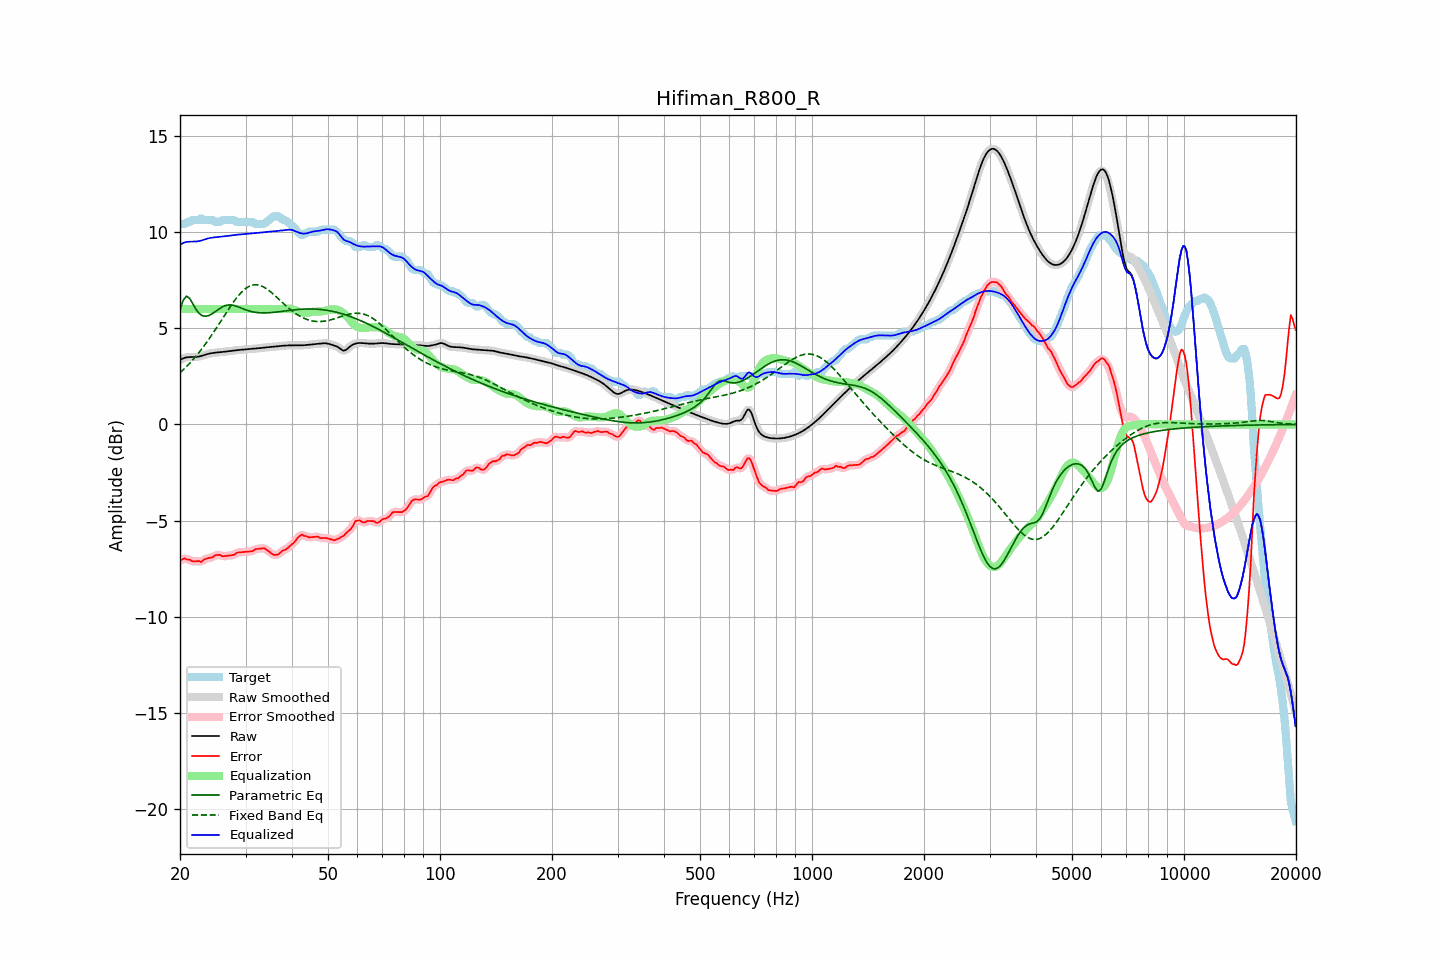 Hifiman_R800_R
15
10
5
0
−5
−10
−15
−20
Amplitude (dBr)
Target
Raw Smoothed
Error Smoothed
Raw
Error
Equalization
Parametric Eq
Fixed Band Eq
Equalized
20 50 100 200 500 1000 2000 5000 10000 20000
Frequency (Hz)